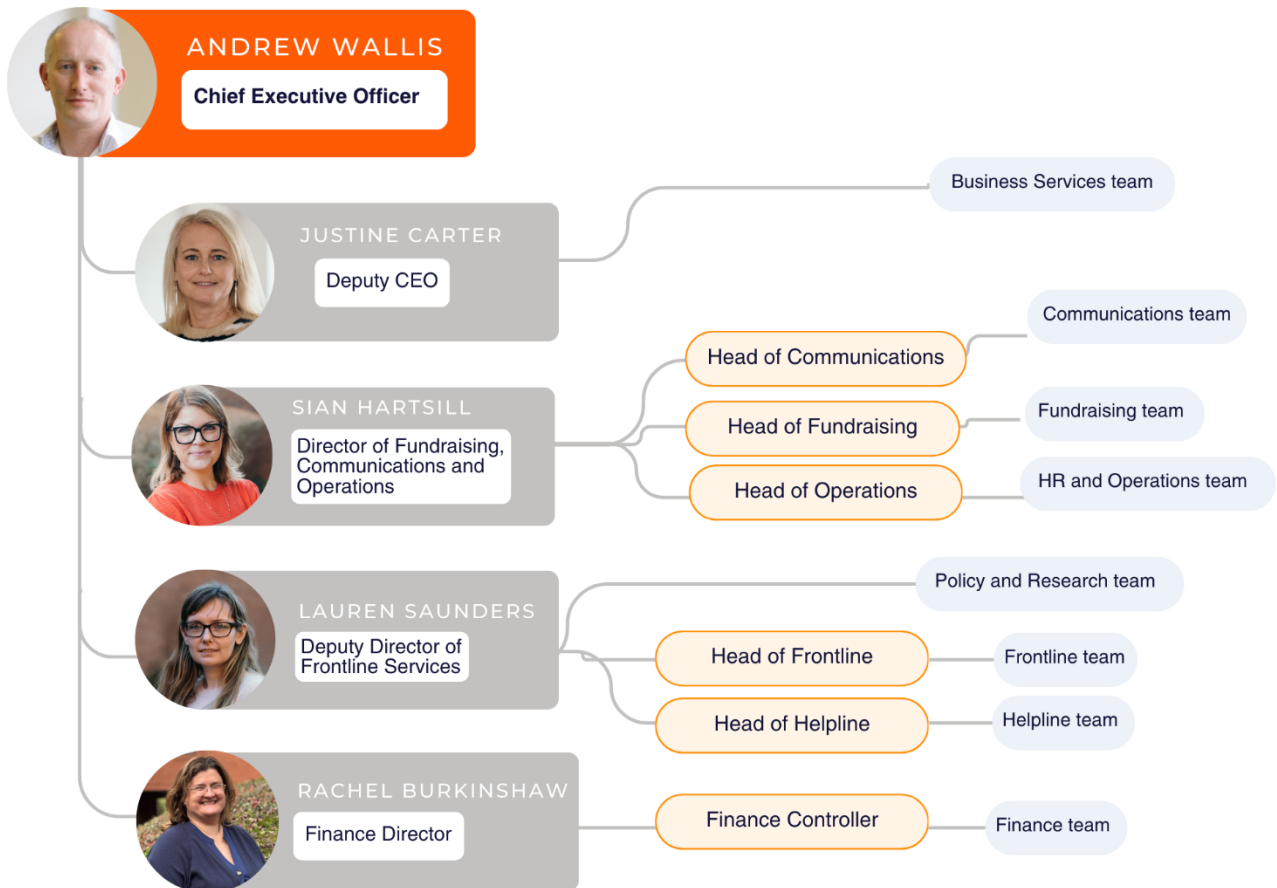 ANDREW WALLIS
Chief Executive Officer
Business Services team
JUSTINE CARTER
Deputy CEO
Communications team
Head of Communications
SIAN HARTSILL
Director of Fundraising,
Communications and
Operations
Head of Fundraising
Fundraising team
Head of Operations
HR and Operations team
Policy and Research team
LAUREN SAUNDERS
Deputy Director of
Frontline Services
Head of Frontline
Frontline team
Head of Helpline
Helpline team
RACHEL BURKINSHAW
Finance Director
Finance Controller
Finance team